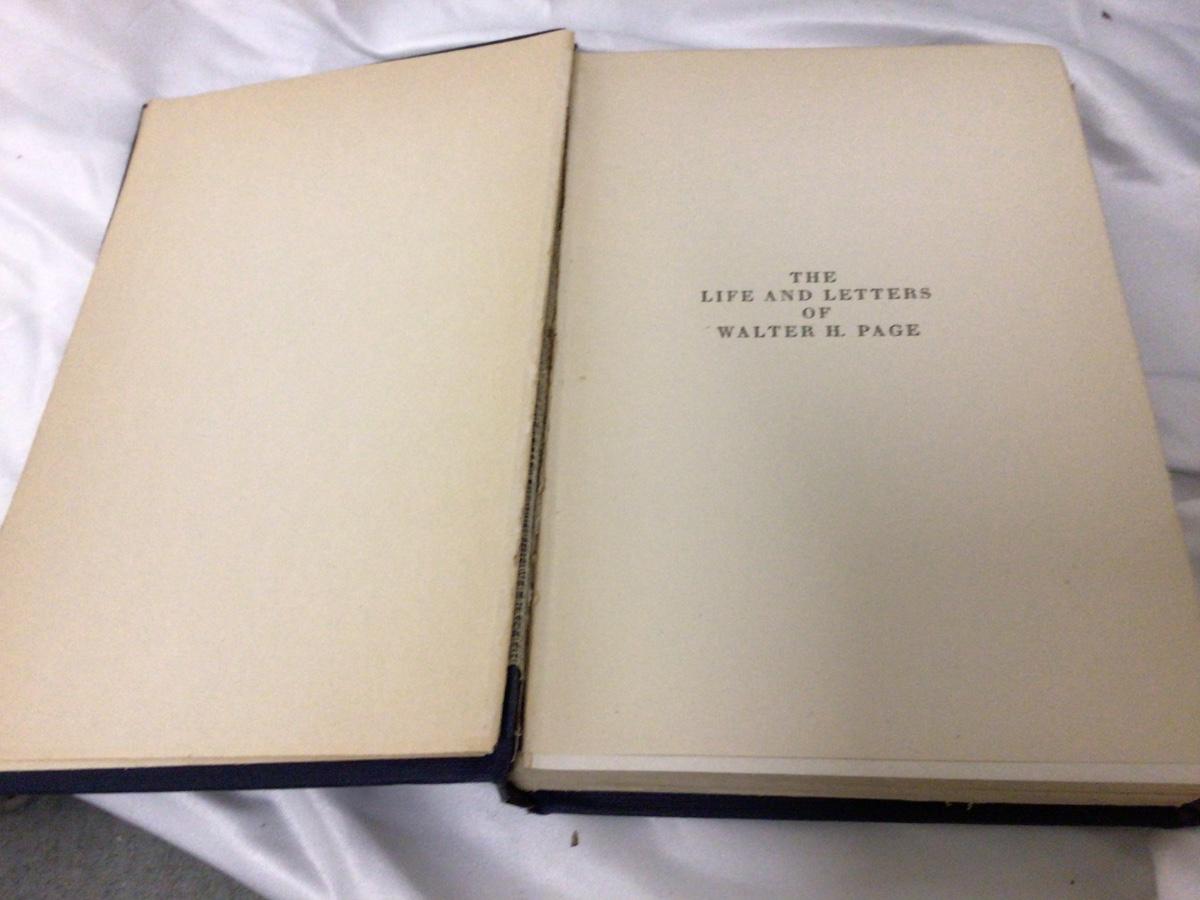 THE
LIFE AND LETTERS
OF
WALTER H. PAGE